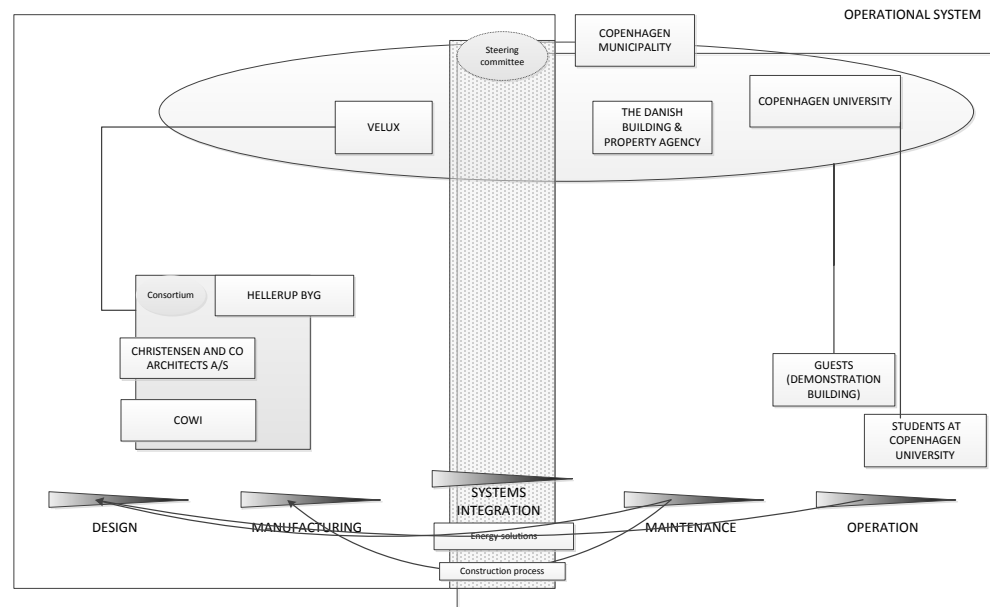 OPERATIONAL SYSTEM
COPENHAGEN
MUNICIPALITY
Steering
committee
COPENHAGEN UNIVERSITY
VELUX
THE DANISH
BUILDING &
PROPERTY AGENCY
Consortium
HELLERUP BYG
CHRISTENSEN AND CO
ARCHITECTS A/S
COWI
GUESTS
(DEMONSTRATION
BUILDING)
STUDENTS AT
COPENHAGEN
UNIVERSITY
SYSTEMS
INTEGRATION
DESIGN
MANUFACTURING
MAINTENANCE
OPERATION
Energy solutions
Construction process